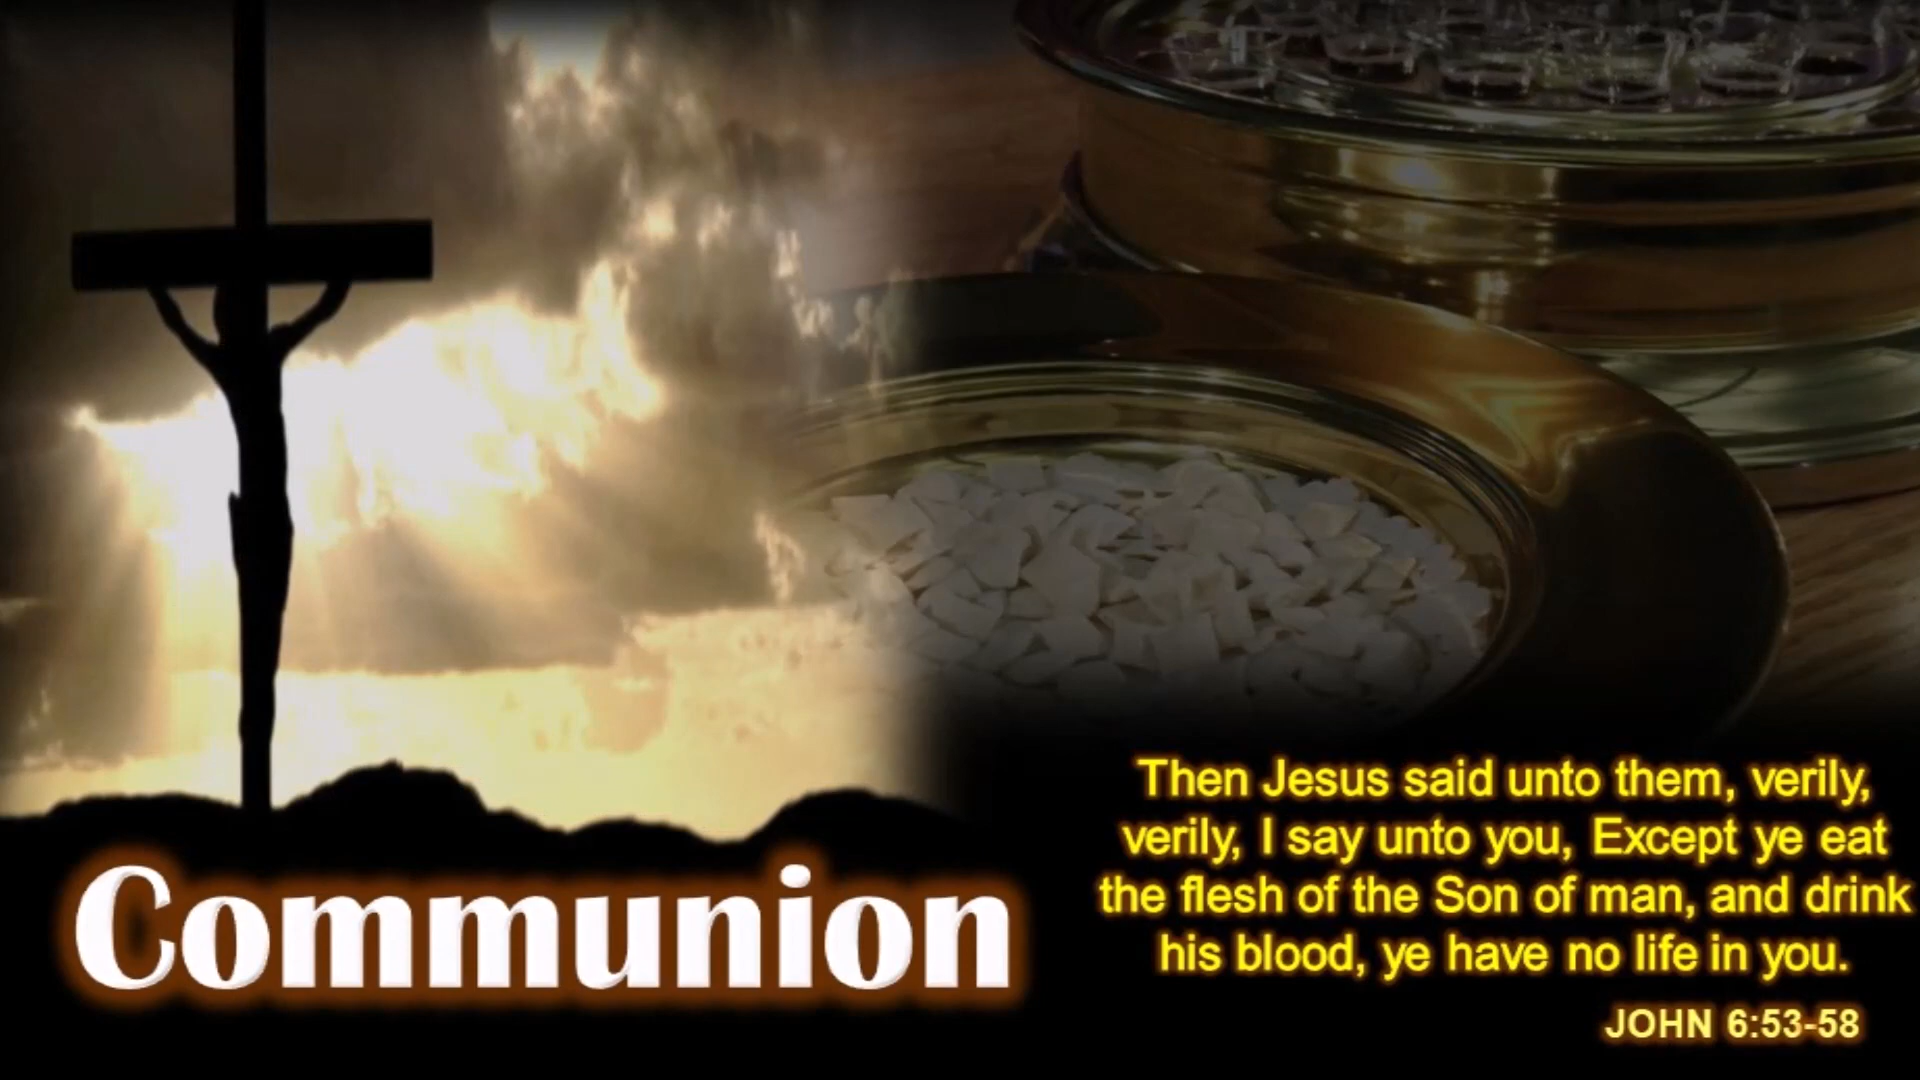 Communion
Then Jesus said unto them, verily,
verily, I say unto you, Except ye eat
the flesh of the Son of man, and drink
his blood, ye have no life in you.
JOHN 6:53-58